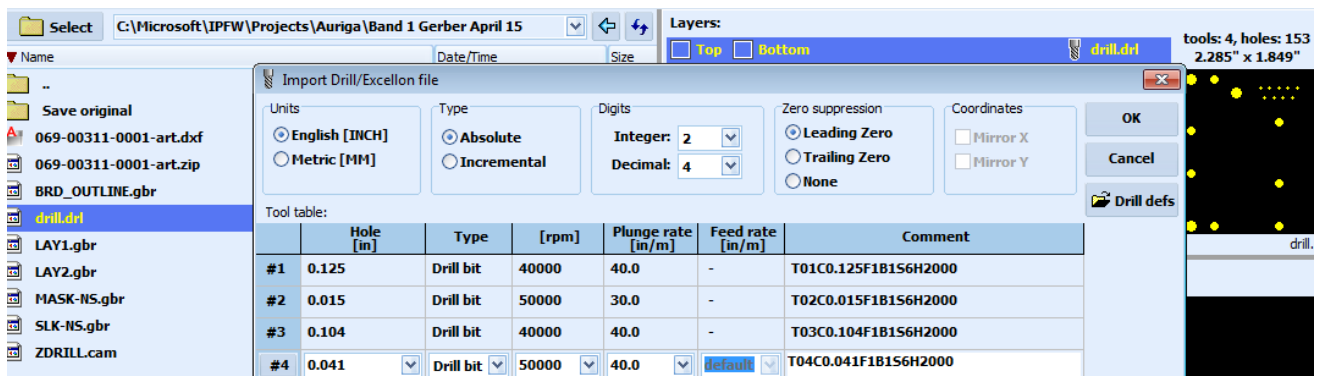 Select C:\Microsoft\IPFW\Projects\Auriga\Band 1 Gerber April 15
Layers:
Top Bottom drill.drl
tools: 4, holes: 153
2.285" x 1.849"
Name Date/Time Size
..
Save original
069-00311-0001-art.dxf
069-00311-0001-art.zip
BRD_OUTLINE.gbr
drill.drl
LAY1.gbr
LAY2.gbr
MASK-NS.gbr
SLK-NS.gbr
ZDRILL.cam
Import Drill/Excellon file
Units
English [INCH]
Metric [MM]
Type
Absolute
Incremental
Digits
Integer: 2
Decimal: 4
Zero suppression
Leading Zero
Trailing Zero
None
Coordinates
Mirror X
Mirror Y
OK
Cancel
Drill defs
Tool table:
Hole [in] Type [rpm] Plunge rate [in/m] Feed rate [in/m] Comment
#1 0.125 Drill bit 40000 40.0 - T01C0.125F1B1S6H2000
#2 0.015 Drill bit 50000 30.0 - T02C0.015F1B1S6H2000
#3 0.104 Drill bit 40000 40.0 - T03C0.104F1B1S6H2000
#4 0.041 Drill bit 50000 40.0 default T04C0.041F1B1S6H2000
drill.